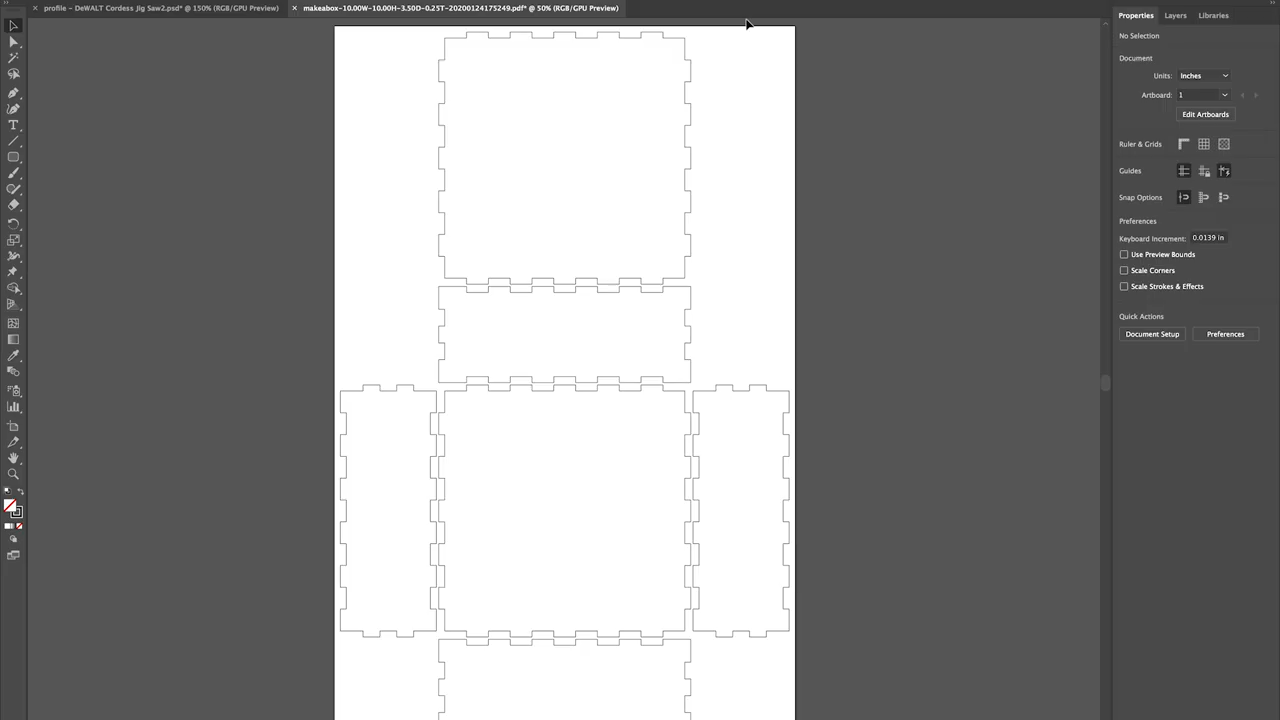 profile - DeWALT Cordess Jig Saw2.psd* @ 150% (RGB/GPU Preview)
makeabox-10.00W-10.00H-3.50D-0.25T-20200124175249.pdf* @ 50% (RGB/GPU Preview)
Properties Layers Libraries
No Selection
Document
Units: Inches
Artboard: 1
Edit Artboards
Ruler & Grids
Guides
Snap Options
Preferences
Keyboard Increment: 0.0139 in
Use Preview Bounds
Scale Corners
Scale Strokes & Effects
Quick Actions
Document Setup Preferences